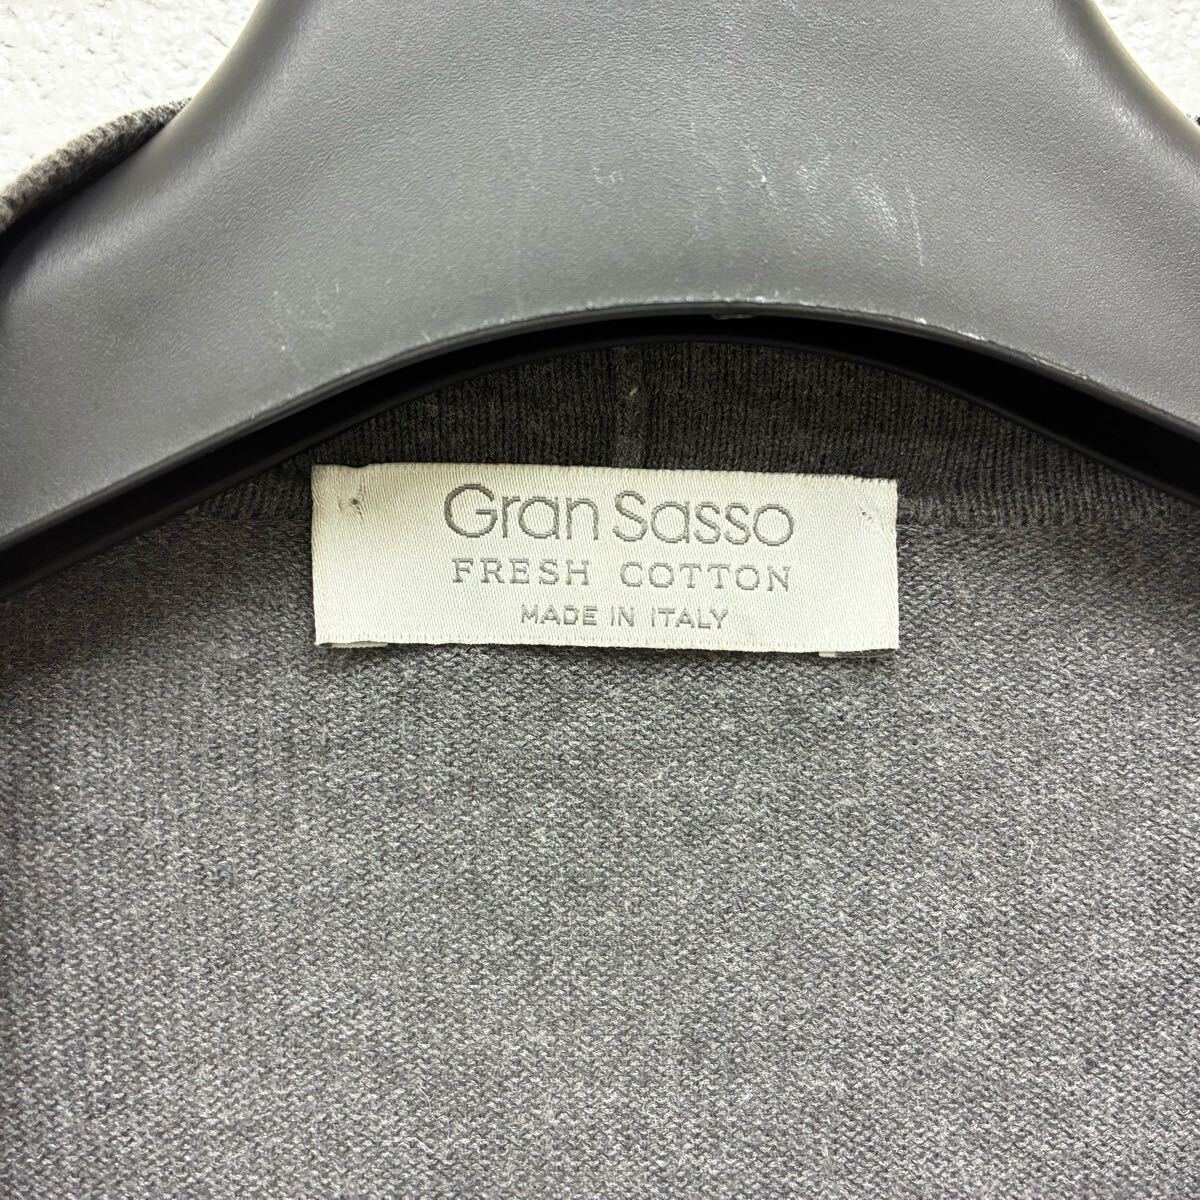 Gran Sasso
FRESH COTTON
MADE IN ITALY